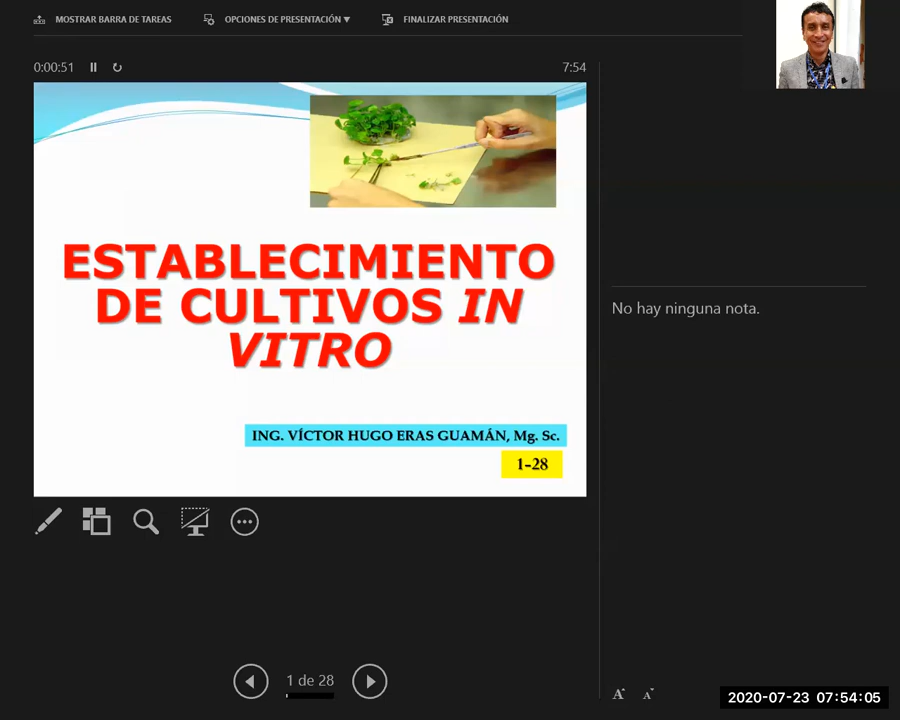 MOSTRAR BARRA DE TAREAS
OPCIONES DE PRESENTACIÓN ▼
FINALIZAR PRESENTACIÓN
0:00:51
7:54
ESTABLECIMIENTO
DE CULTIVOS IN
VITRO
ING. VÍCTOR HUGO ERAS GUAMÁN, Mg. Sc.
1-28
No hay ninguna nota.
1 de 28
A A
2020-07-23 07:54:05